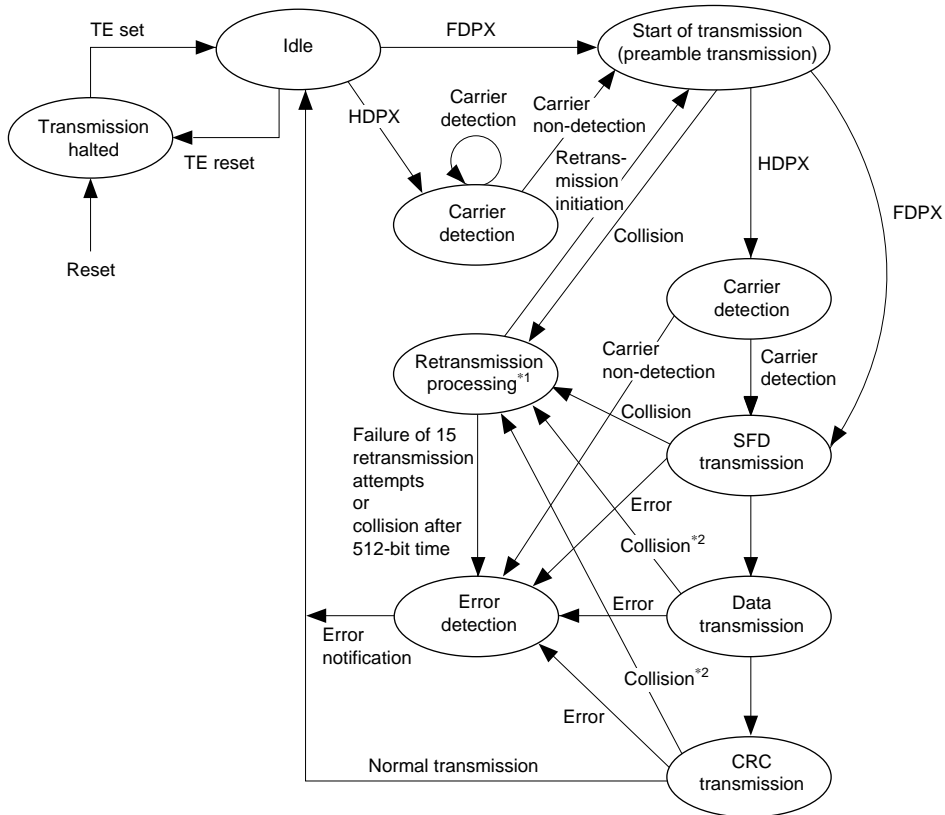 TE set
Idle
FDPX
Start of transmission
(preamble transmission)
Transmission
halted
TE reset
Reset
HDPX
Carrier
detection
Carrier
non-detection
Carrier
detection
Retrans-
mission
initiation
Collision
HDPX
FDPX
Carrier
detection
Retransmission
processing*1
Carrier
non-detection
Carrier
detection
Collision
SFD
transmission
Failure of 15
retransmission
attempts
or
collision after
512-bit time
Error
Collision*2
Error
detection
Error
Data
transmission
Error
notification
Collision*2
Error
Normal transmission
CRC
transmission